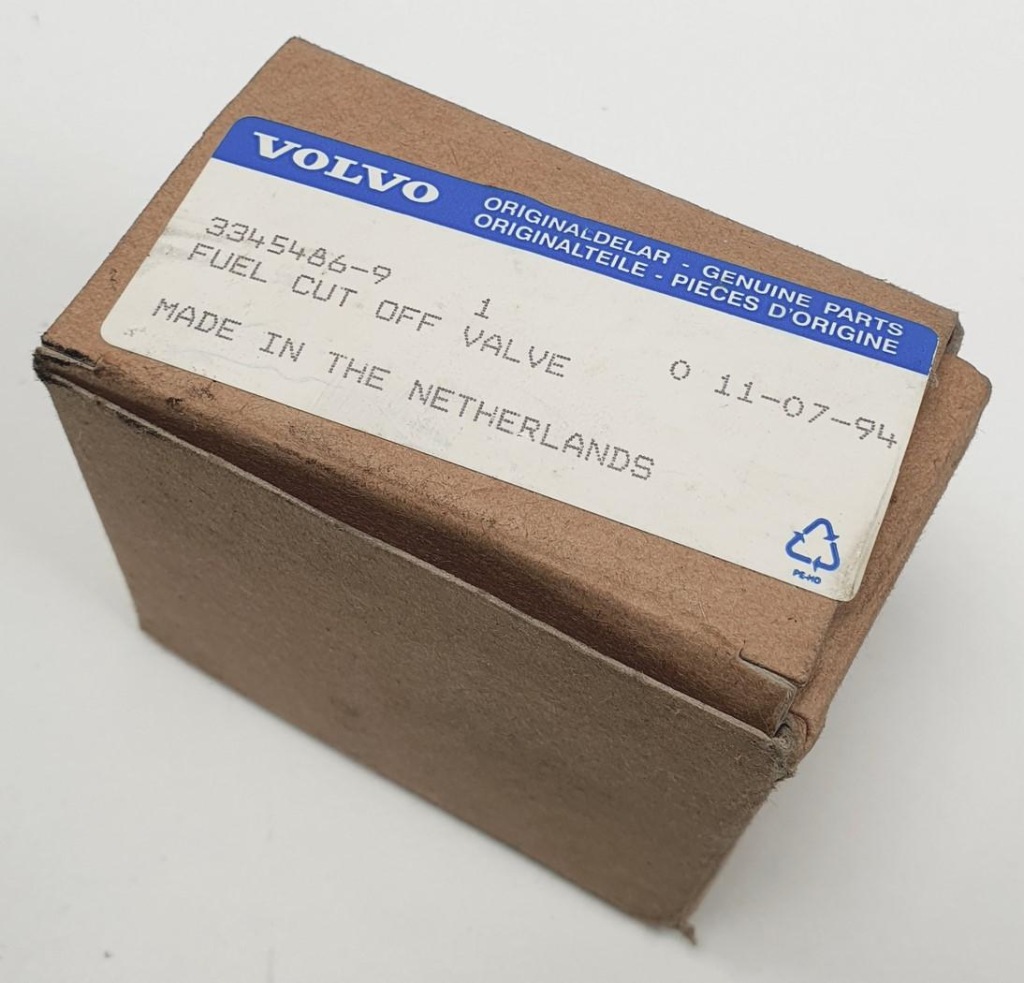 VOLVO
ORIGINALDELAR - GENUINE PARTS
ORIGINALTEILE - PIECES D'ORIGINE
3345486-9 1 0 11-07-94
FUEL CUT OFF VALVE
MADE IN THE NETHERLANDS
PE-HD